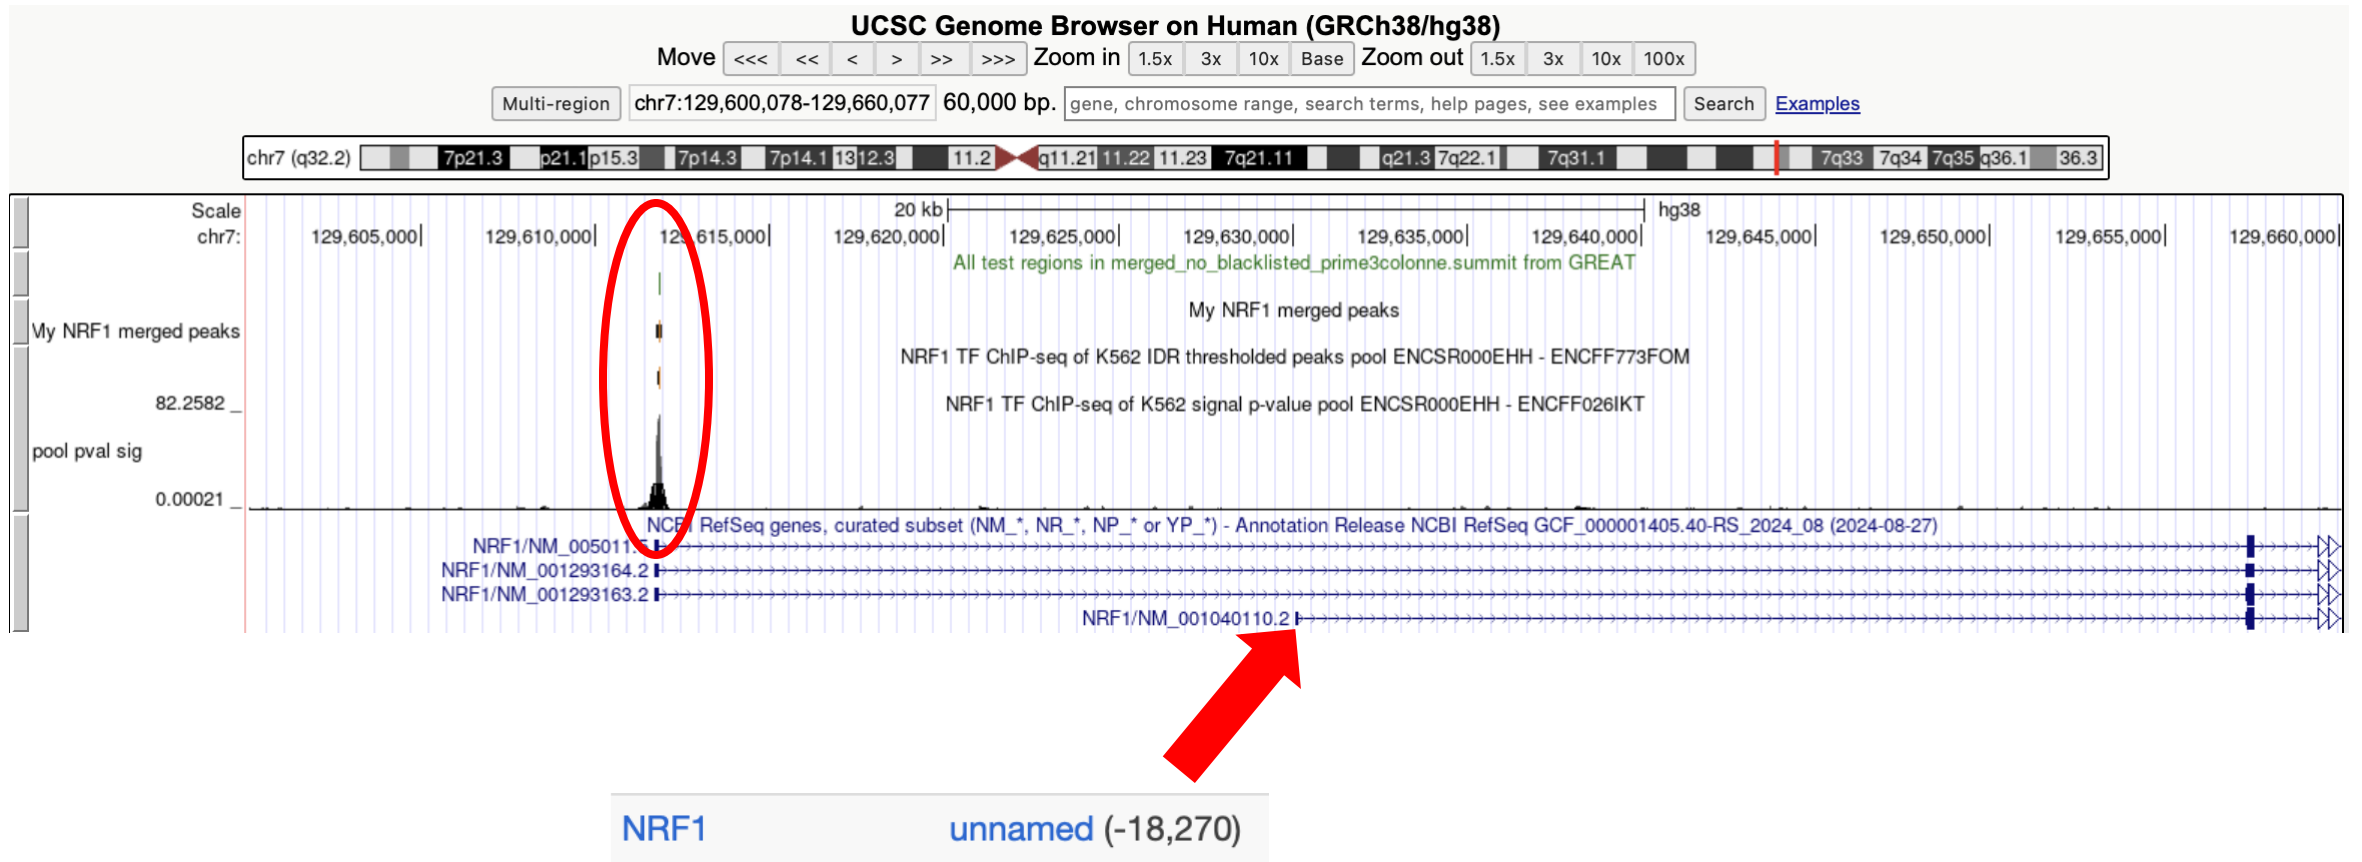 UCSC Genome Browser on Human (GRCh38/hg38)
Move <<< << < > >> >>> Zoom in 1.5x 3x 10x Base Zoom out 1.5x 3x 10x 100x
Multi-region chr7:129,600,078-129,660,077 60,000 bp. gene, chromosome range, search terms, help pages, see examples Search Examples
chr7 (q32.2) 7p21.3 p21.1 p15.3 7p14.3 7p14.1 13 12.3 11.2 q11.21 11.22 11.23 7q21.11 q21.3 7q22.1 7q31.1 7q33 7q34 7q35 q36.1 36.3
Scale 20 kb hg38
chr7: 129,605,000 129,610,000 129,615,000 129,620,000 129,625,000 129,630,000 129,635,000 129,640,000 129,645,000 129,650,000 129,655,000 129,660,000
All test regions in merged_no_blacklisted_prime3colonne.summit from GREAT
My NRF1 merged peaks
My NRF1 merged peaks
NRF1 TF ChIP-seq of K562 IDR thresholded peaks pool ENCSR000EHH - ENCFF773FOM
82.2582 _ NRF1 TF ChIP-seq of K562 signal p-value pool ENCSR000EHH - ENCFF026IKT
pool pval sig
0.00021 _
NCBI RefSeq genes, curated subset (NM_*, NR_*, NP_* or YP_*) - Annotation Release NCBI RefSeq GCF_000001405.40-RS_2024_08 (2024-08-27)
NRF1/NM_005011.5
NRF1/NM_001293164.2
NRF1/NM_001293163.2
NRF1/NM_001040110.2
NRF1 unnamed (-18,270)